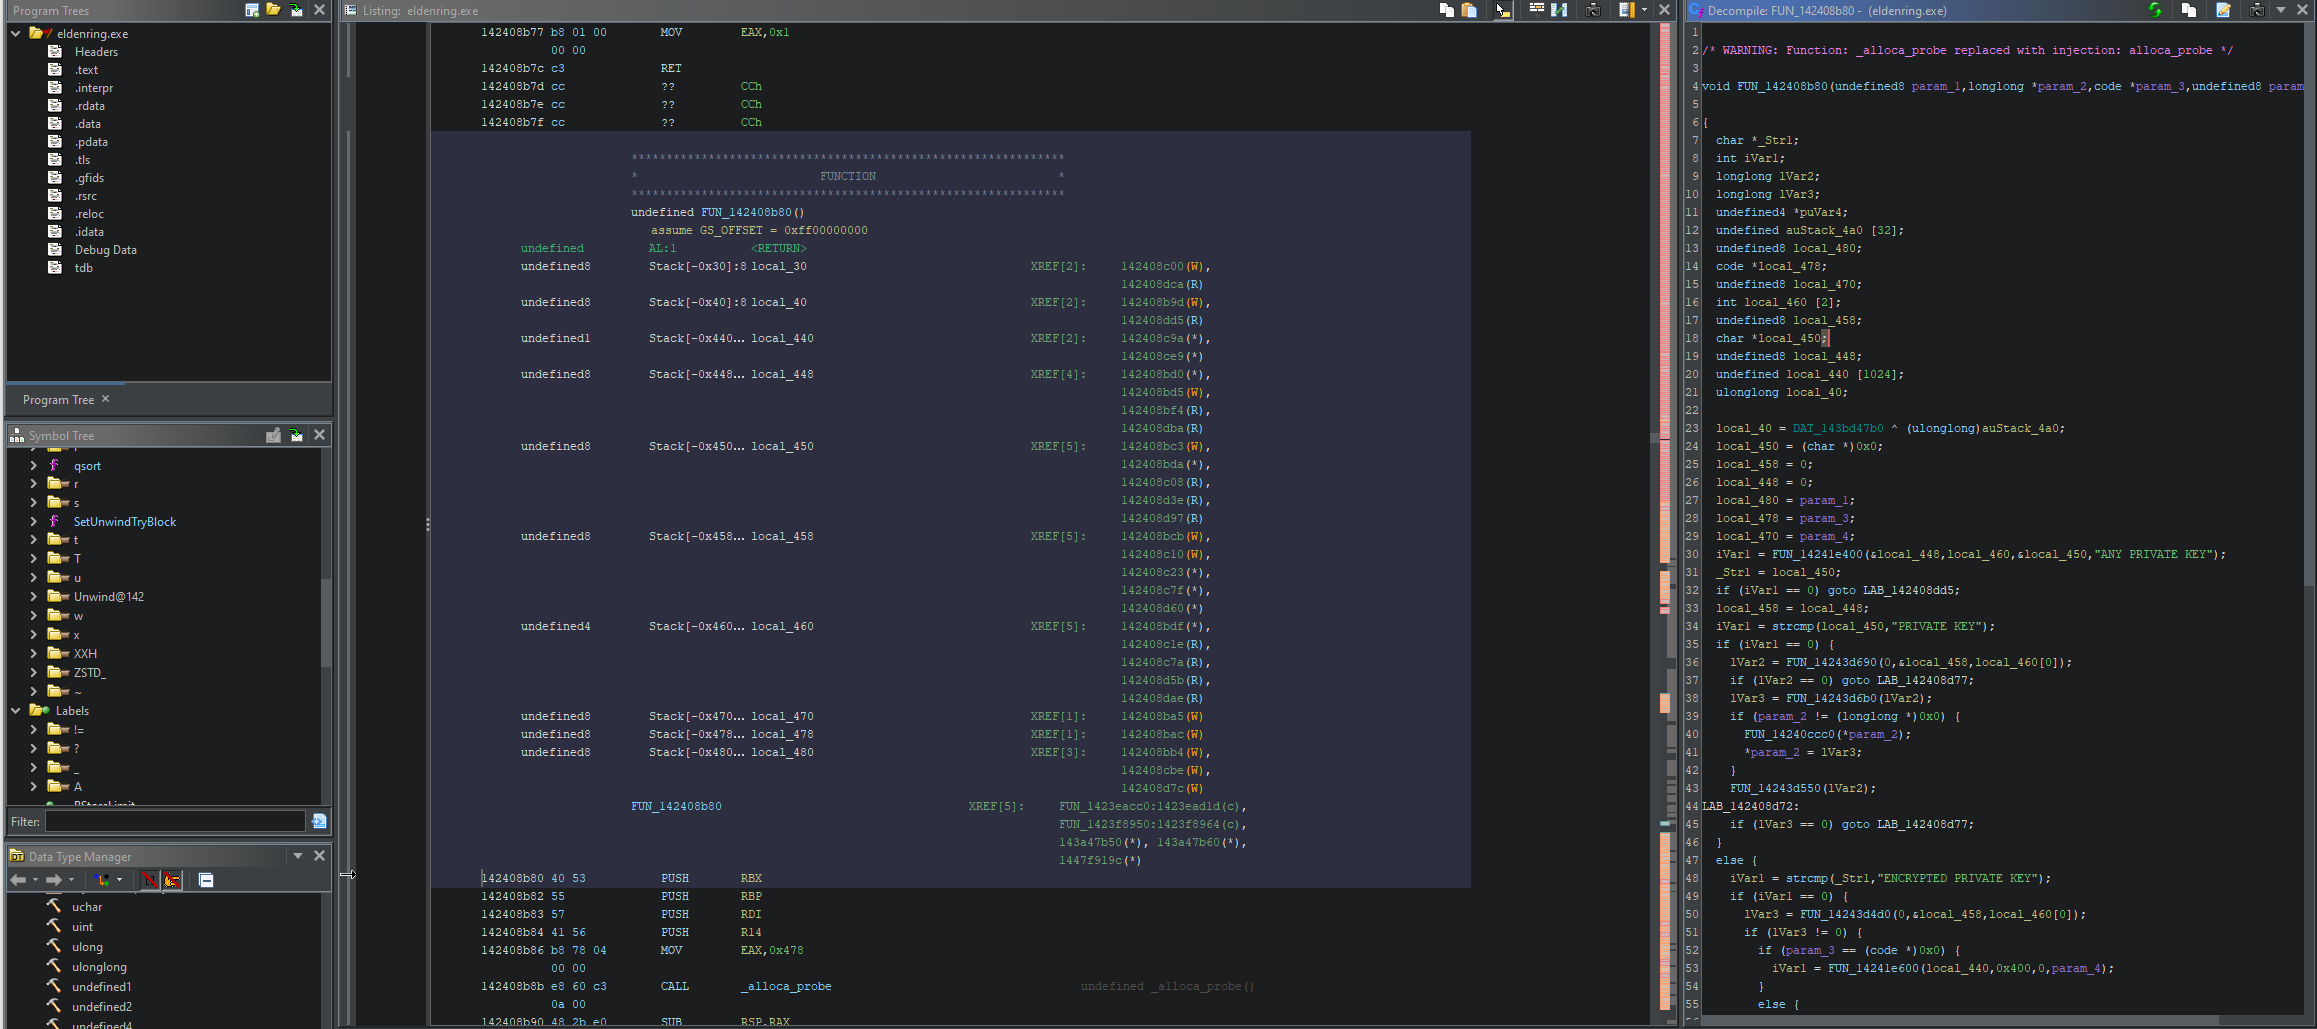 Program Trees
eldenring.exe
Headers
.text
.interpr
.rdata
.data
.pdata
.tls
.gfids
.rsrc
.reloc
.idata
Debug Data
tdb
Program Tree
Symbol Tree
qsort
r
s
SetUnwindTryBlock
t
T
u
Unwind@142
w
x
XXH
ZSTD_
~
Labels
!=
?
_
A
Filter:
Data Type Manager
uchar
uint
ulong
ulonglong
undefined1
undefined2
undefined4
Listing: eldenring.exe
142408b77 b8 01 00 MOV EAX,0x1
00 00
142408b7c c3 RET
142408b7d cc ?? CCh
142408b7e cc ?? CCh
142408b7f cc ?? CCh
**************************************************************
* FUNCTION *
**************************************************************
undefined FUN_142408b80()
assume GS_OFFSET = 0xff00000000
undefined AL:1 <RETURN>
undefined8 Stack[-0x30]:8 local_30 XREF[2]: 142408c00(W),
142408dca(R)
undefined8 Stack[-0x40]:8 local_40 XREF[2]: 142408b9d(W),
142408dd5(R)
undefined1 Stack[-0x440... local_440 XREF[2]: 142408c9a(*),
142408ce9(*)
undefined8 Stack[-0x448... local_448 XREF[4]: 142408bd0(*),
142408bd5(W),
142408bf4(R),
142408dba(R)
undefined8 Stack[-0x450... local_450 XREF[5]: 142408bc3(W),
142408bda(*),
142408c08(R),
142408d3e(R),
142408d97(R)
undefined8 Stack[-0x458... local_458 XREF[5]: 142408bcb(W),
142408c10(W),
142408c23(*),
142408c7f(*),
142408d60(*)
undefined4 Stack[-0x460... local_460 XREF[5]: 142408bdf(*),
142408c1e(R),
142408c7a(R),
142408d5b(R),
142408dae(R)
undefined8 Stack[-0x470... local_470 XREF[1]: 142408ba5(W)
undefined8 Stack[-0x478... local_478 XREF[1]: 142408bac(W)
undefined8 Stack[-0x480... local_480 XREF[3]: 142408bb4(W),
142408cbe(W),
142408d7c(W)
FUN_142408b80 XREF[5]: FUN_1423eacc0:1423ead1d(c),
FUN_1423f8950:1423f8964(c),
143a47b50(*), 143a47b60(*),
1447f919c(*)
142408b80 40 53 PUSH RBX
142408b82 55 PUSH RBP
142408b83 57 PUSH RDI
142408b84 41 56 PUSH R14
142408b86 b8 78 04 MOV EAX,0x478
00 00
142408b8b e8 60 c3 CALL _alloca_probe undefined _alloca_probe()
0a 00
142408b90 48 2b e0 SUB RSP,RAX
Decompile: FUN_142408b80 - (eldenring.exe)
1
2 /* WARNING: Function: _alloca_probe replaced with injection: alloca_probe */
3
4 void FUN_142408b80(undefined8 param_1,longlong *param_2,code *param_3,undefined8 param
5
6 {
7 char *_Str1;
8 int iVar1;
9 longlong lVar2;
10 longlong lVar3;
11 undefined4 *puVar4;
12 undefined auStack_4a0 [32];
13 undefined8 local_480;
14 code *local_478;
15 undefined8 local_470;
16 int local_460 [2];
17 undefined8 local_458;
18 char *local_450;
19 undefined8 local_448;
20 undefined local_440 [1024];
21 ulonglong local_40;
22
23 local_40 = DAT_143bd47b0 ^ (ulonglong)auStack_4a0;
24 local_450 = (char *)0x0;
25 local_458 = 0;
26 local_448 = 0;
27 local_480 = param_1;
28 local_478 = param_3;
29 local_470 = param_4;
30 iVar1 = FUN_14241e400(&local_448,local_460,&local_450,"ANY PRIVATE KEY");
31 _Str1 = local_450;
32 if (iVar1 == 0) goto LAB_142408dd5;
33 local_458 = local_448;
34 iVar1 = strcmp(local_450,"PRIVATE KEY");
35 if (iVar1 == 0) {
36 lVar2 = FUN_14243d690(0,&local_458,local_460[0]);
37 if (lVar2 == 0) goto LAB_142408d77;
38 lVar3 = FUN_14243d6b0(lVar2);
39 if (param_2 != (longlong *)0x0) {
40 FUN_14240ccc0(*param_2);
41 *param_2 = lVar3;
42 }
43 FUN_14243d550(lVar2);
44 LAB_142408d72:
45 if (lVar3 == 0) goto LAB_142408d77;
46 }
47 else {
48 iVar1 = strcmp(_Str1,"ENCRYPTED PRIVATE KEY");
49 if (iVar1 == 0) {
50 lVar3 = FUN_14243d4d0(0,&local_458,local_460[0]);
51 if (lVar3 != 0) {
52 if (param_3 == (code *)0x0) {
53 iVar1 = FUN_14241e600(local_440,0x400,0,param_4);
54 }
55 else {